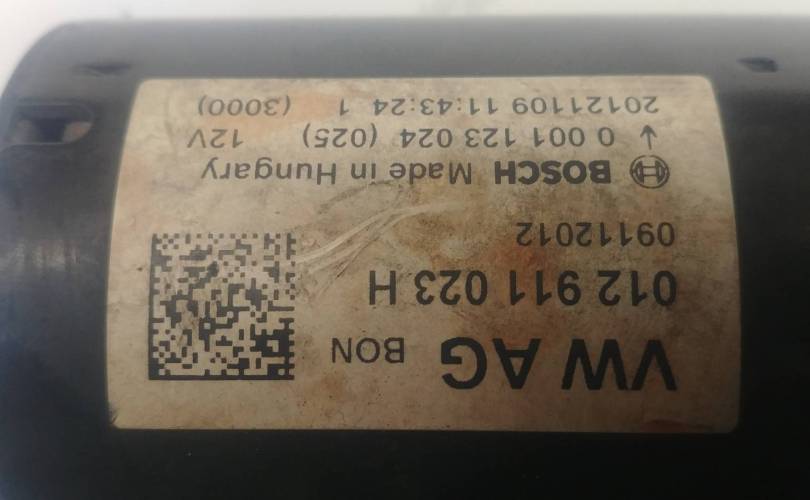 VW AG BON
012 911 023 H
09112012
BOSCH Made in Hungary
0 001 123 024 (025) 12V
20121109 11:43:24 1 (3000)